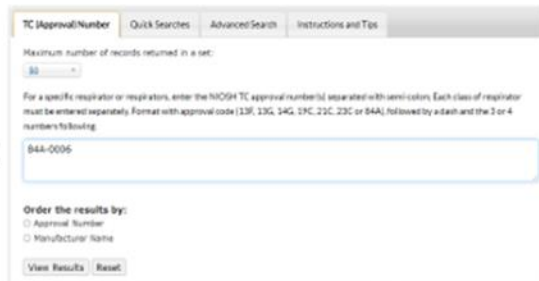 TC (Approval) Number
Quick Searches
Advanced Search
Instructions and Tips
Maximum number of records returned in a set:
50
For a specific respirator or respirators, enter the NIOSH TC approval number(s) separated with semi-colon; Each class of respirator
must be entered separately. Format with approval code (13F, 13G, 14G, 19C, 21C, 23C or 84A), followed by a dash and the 3 or 4
numbers following.
84A-0006
Order the results by:
Approval Number
Manufacturer Name
View Results
Reset